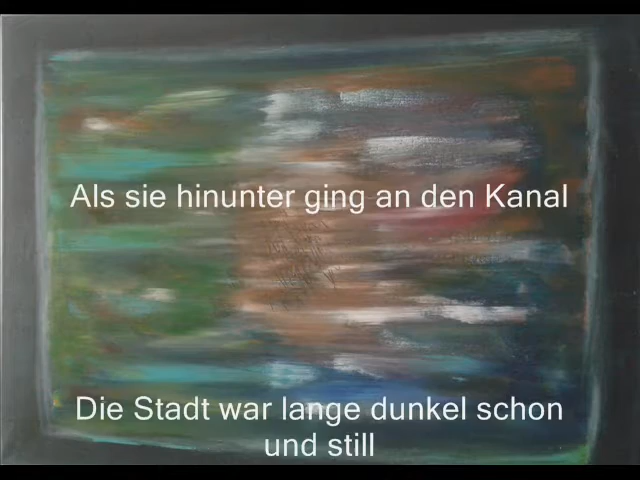 Als sie hinunter ging an den Kanal
Die Stadt war lange dunkel schon
und still